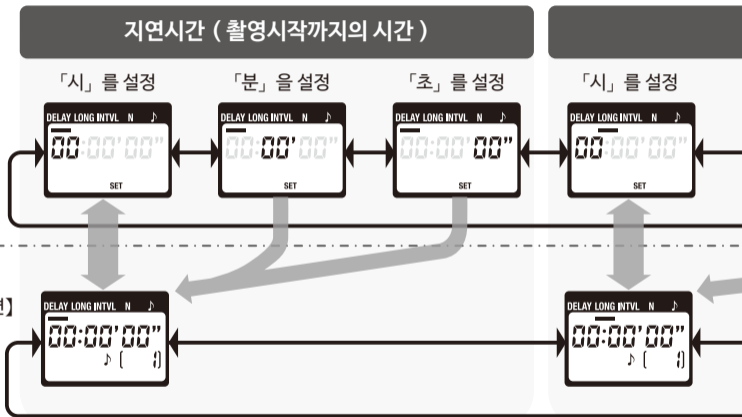 지연시간 ( 촬영시작까지의 시간 )
「시」를 설정
「분」을 설정
「초」를 설정
「시」를 설정
DELAY LONG INTVL N ♪
00:00'00”
SET
DELAY LONG INTVL N ♪
00:00'00”
SET
DELAY LONG INTVL N ♪
00:00'00”
SET
DELAY LONG INTVL N ♪
00:00'00”
SET
】
DELAY LONG INTVL N ♪
00:00'00”
♪ [ 1]
DELAY LONG INTVL N ♪
00:00'00”
♪ [ 1]